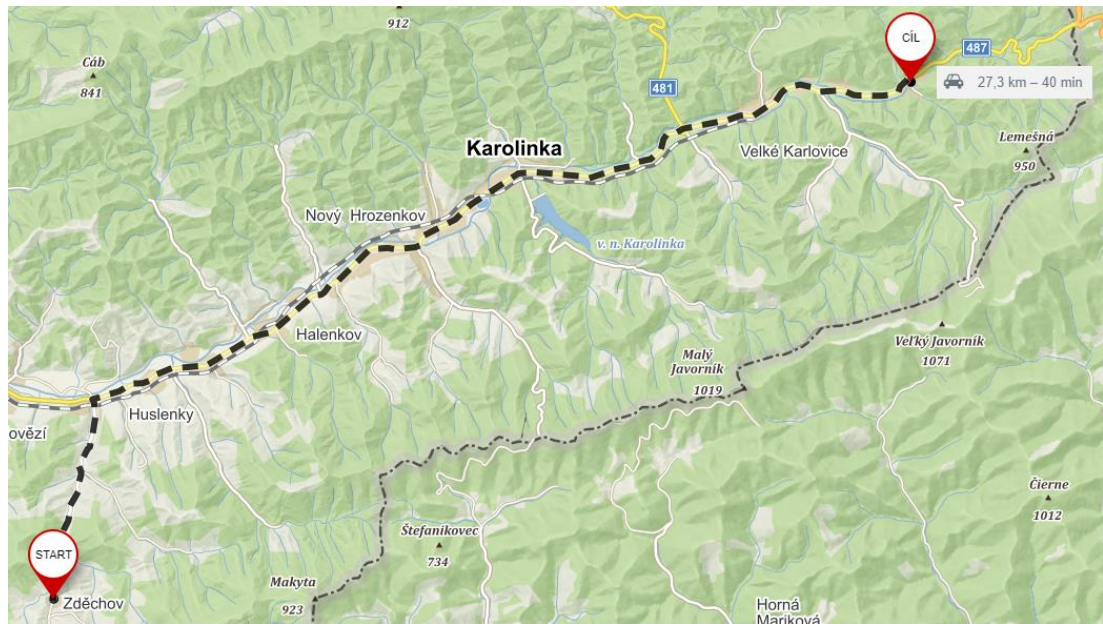 912
CÍL
487
Cáb
841
481
27,3 km – 40 min
Karolinka
Velké Karlovice
Lemešná
950
Nový Hrozenkov
v. n. Karolinka
Halenkov
Malý
Javorník
1019
Veľký Javorník
1071
Huslenky
ovězí
Čierne
1012
Štefanikovec
734
START
Zděchov
Makyta
923
Horná
Mariková